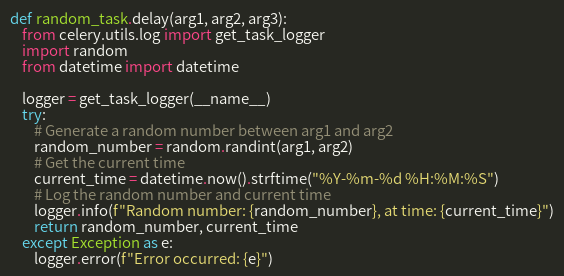 def random_task.delay(arg1, arg2, arg3):
    from celery.utils.log import get_task_logger
    import random
    from datetime import datetime

    logger = get_task_logger(__name__)
    try:
        # Generate a random number between arg1 and arg2
        random_number = random.randint(arg1, arg2)
        # Get the current time
        current_time = datetime.now().strftime("%Y-%m-%d %H:%M:%S")
        # Log the random number and current time
        logger.info(f"Random number: {random_number}, at time: {current_time}")
        return random_number, current_time
    except Exception as e:
        logger.error(f"Error occurred: {e}")